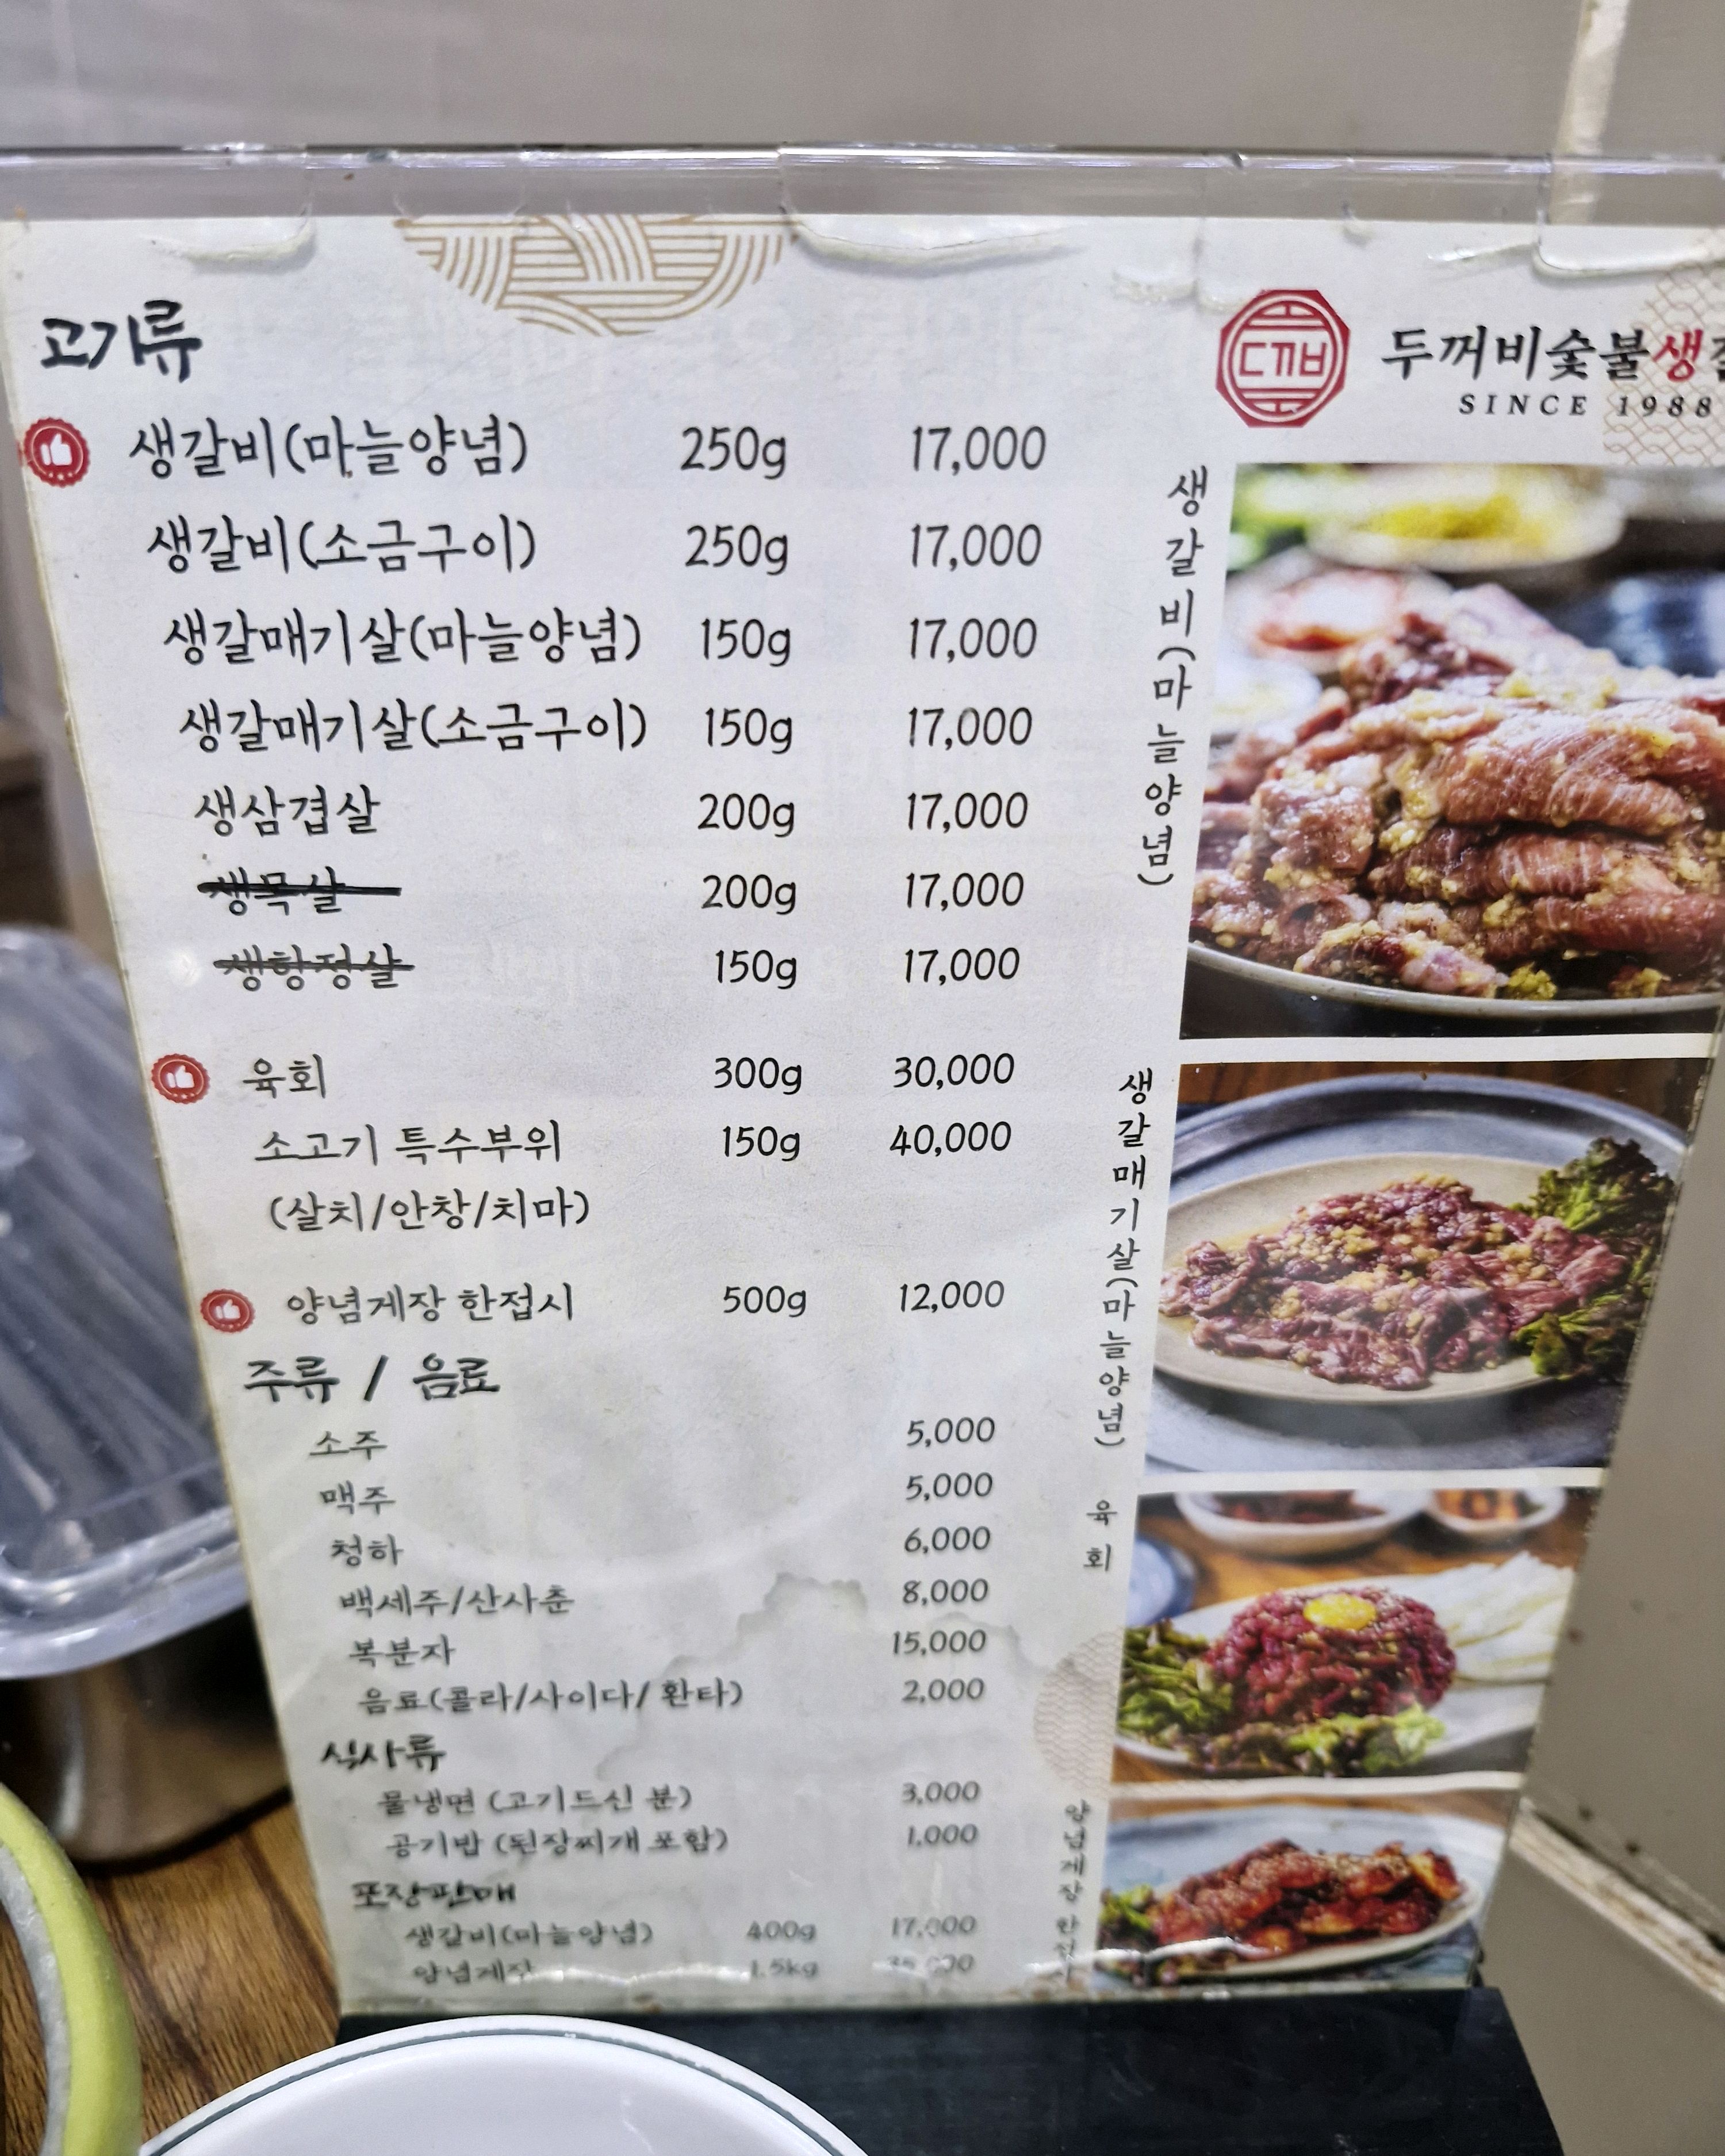 고기류
생갈비(마늘양념) 250g 17,000
생갈비(소금구이) 250g 17,000
생갈매기살(마늘양념) 150g 17,000
생갈매기살(소금구이) 150g 17,000
생삼겹살 200g 17,000
생목살 200g 17,000
생항정살 150g 17,000
육회 300g 30,000
소고기 특수부위 150g 40,000
(살치/안창/치마)
양념게장 한접시 500g 12,000
주류 / 음료
소주 5,000
맥주 5,000
청하 6,000
백세주/산사춘 8,000
복분자 15,000
음료(콜라/사이다/환타) 2,000
식사류
물냉면 (고기드신 분) 3,000
공기밥 (된장찌개 포함) 1,000
포장판매
생갈비(마늘양념) 400g 17,000
양념게장 1.5kg
ㄷㄲㅂ
두꺼비숯불생
SINCE 1988
생갈비(마늘양념)
생갈매기살(마늘양념)
육회
양념게장